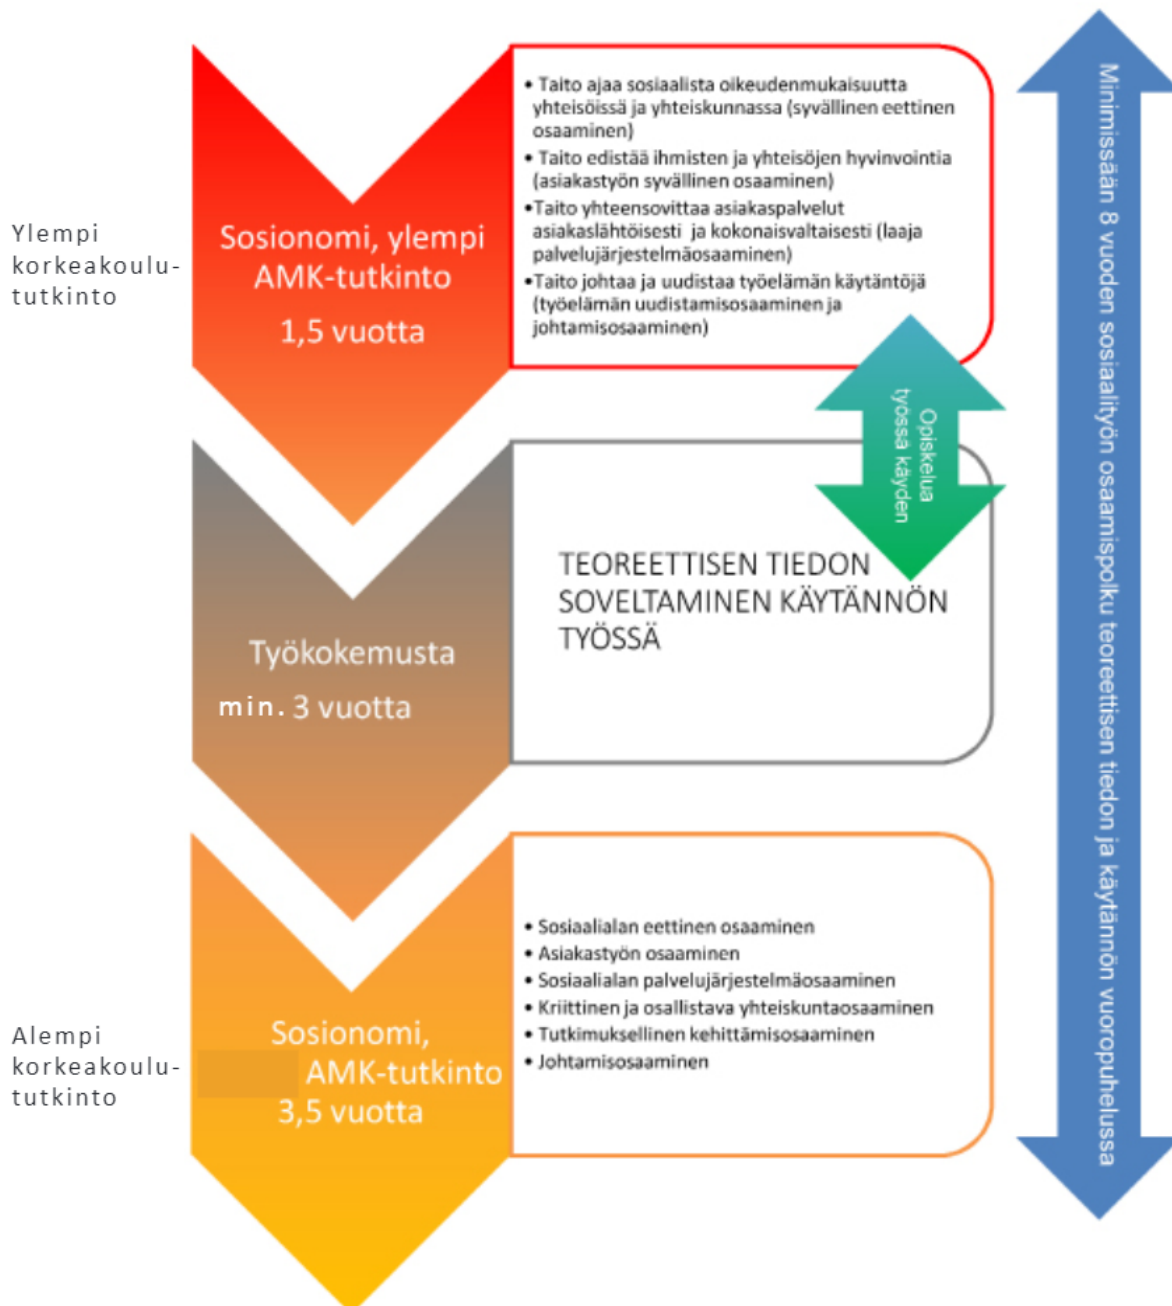 Ylempi
korkeakoulu-
tutkinto
Sosionomi, ylempi
AMK-tutkinto
1,5 vuotta
• Taito ajaa sosiaalista oikeudenmukaisuutta
yhteisöissä ja yhteiskunnassa (syvällinen eettinen
osaaminen)
• Taito edistää ihmisten ja yhteisöjen hyvinvointia
(asiakastyön syvällinen osaaminen)
•Taito yhteensovittaa asiakaspalvelut
asiakaslähtöisesti ja kokonaisvaltaisesti (laaja
palvelujärjestelmäosaaminen)
•Taito johtaa ja uudistaa työelämän käytäntöjä
(työelämän uudistamisosaaminen ja
johtamisosaaminen)
Opiskelua
työssä käyden
Työkokemusta
min. 3 vuotta
TEOREETTISEN TIEDON
SOVELTAMINEN KÄYTÄNNÖN
TYÖSSÄ
Alempi
korkeakoulu-
tutkinto
Sosionomi,
AMK-tutkinto
3,5 vuotta
• Sosiaalialan eettinen osaaminen
• Asiakastyön osaaminen
• Sosiaalialan palvelujärjestelmäosaaminen
• Kriittinen ja osallistava yhteiskuntaosaaminen
• Tutkimuksellinen kehittämisosaaminen
• Johtamisosaaminen
Minimissään 8 vuoden sosiaalityön osaamispolku teoreettisen tiedon ja käytännön vuoropuhelussa